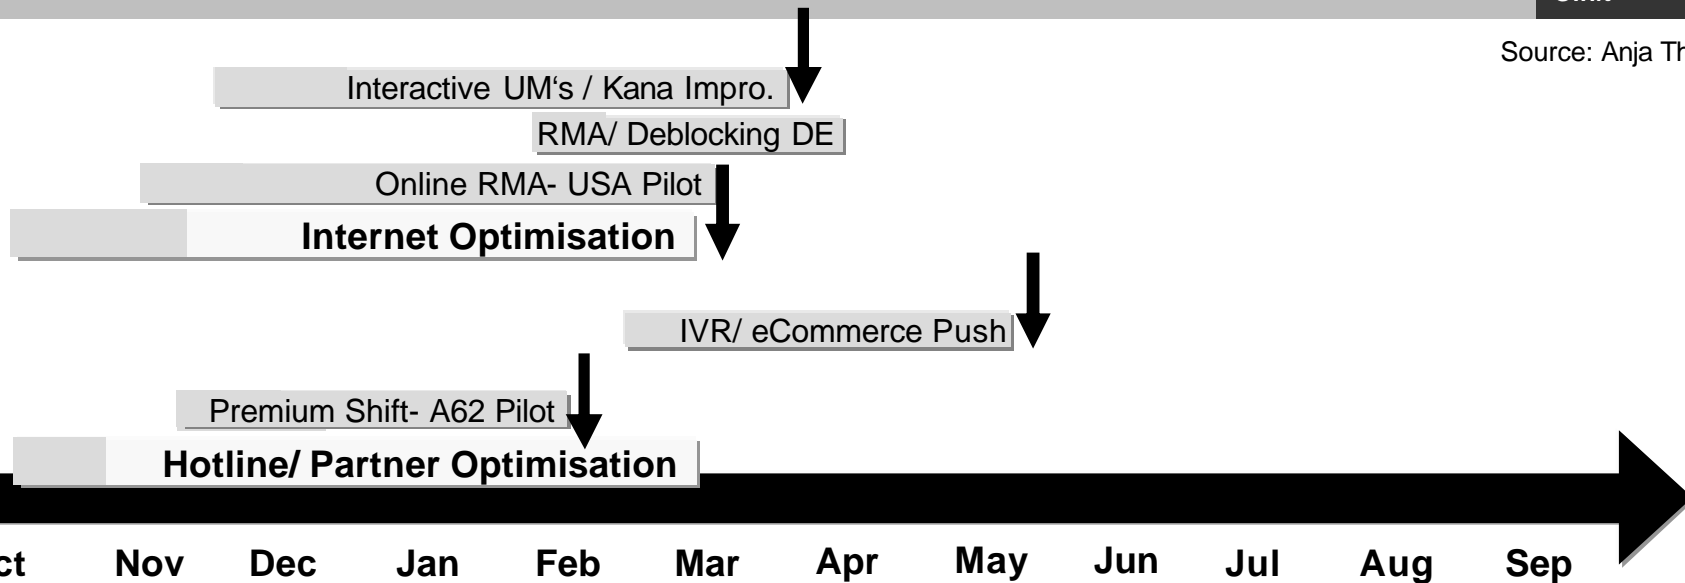 Source: Anja Th
Interactive UM‘s / Kana Impro.
RMA/ Deblocking DE
Online RMA- USA Pilot
Internet Optimisation
IVR/ eCommerce Push
Premium Shift- A62 Pilot
Hotline/ Partner Optimisation
ct Nov Dec Jan Feb Mar Apr May Jun Jul Aug Sep